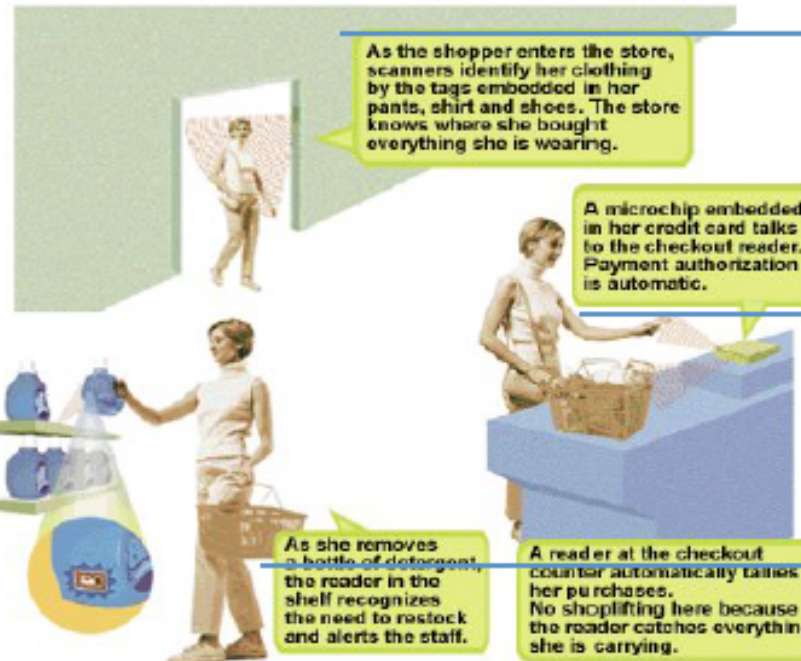 As the shopper enters the store,
scanners identify her clothing
by the tags embedded in her
pants, shirt and shoes. The store
knows where she bought
everything she is wearing.
A microchip embedded
in her credit card talks
to the checkout reader.
Payment authorization
is automatic.
As she removes
a bottle of detergent,
the reader in the
shelf recognizes
the need to restock
and alerts the staff.
A reader at the checkout
counter automatically tallies
her purchases.
No shoplifting here because
the reader catches everythin
she is carrying.